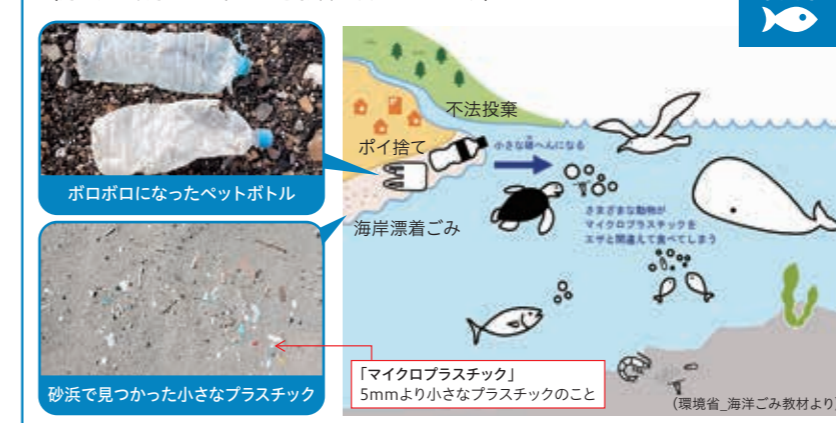 ボロボロになったペットボトル
砂浜で見つかった小さなプラスチック
不法投棄
ポイ捨て
海岸漂着ごみ
小さな破へんになる
さまざまな動物が
マイクロプラスチックを
エサと間違えて食べてしまう
「マイクロプラスチック」
5mmより小さなプラスチックのこと
(環境省_海洋ごみ教材より)